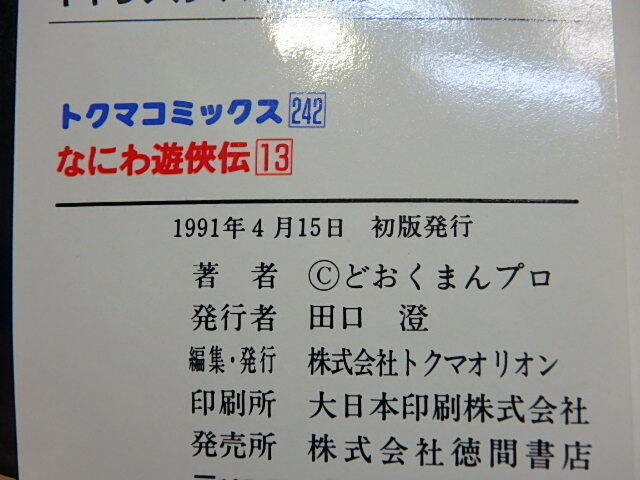 トクマコミックス 242
なにわ遊侠伝 13
1991年4月15日 初版発行
著 者 ©どおくまんプロ
発行者 田口 澄
編集・発行 株式会社トクマオリオン
印刷所 大日本印刷株式会社
発売所 株式会社徳間書店